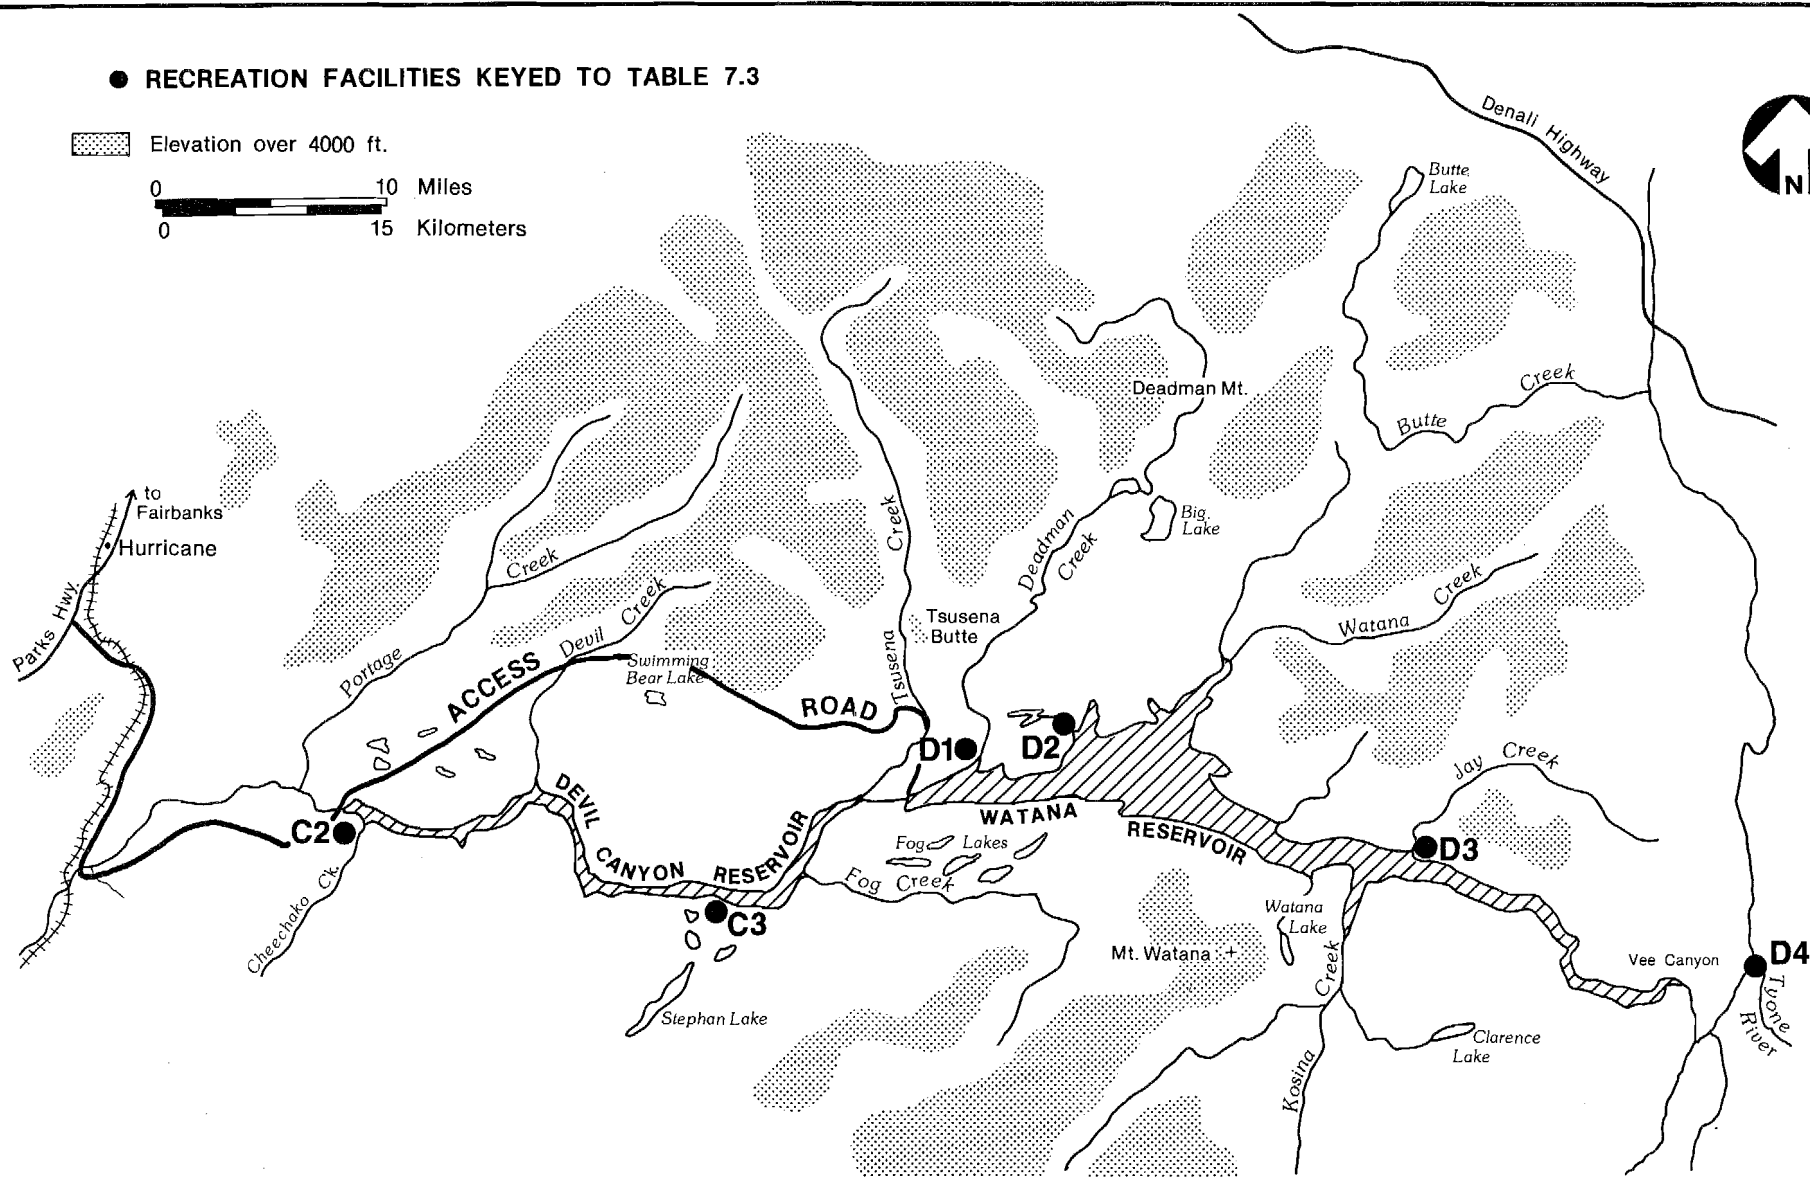 RECREATION FACILITIES KEYED TO TABLE 7.3
Elevation over 4000 ft.
0 10 Miles
0 15 Kilometers
Denali Highway
N
Butte
Lake
Deadman Mt.
Butte Creek
to
Fairbanks
Hurricane
Parks Hwy.
Big
Lake
Deadman
Creek
Tsusena Creek
Tsusena
Butte
Watana Creek
Portage Creek
Devil Creek
Swimming
Bear Lake
ACCESS ROAD
D1
D2
Jay Creek
DEVIL
CANYON RESERVOIR
WATANA
RESERVOIR
C2
Cheechako Ck.
Fog Lakes
Fog Creek
D3
C3
Watana
Lake
Mt. Watana
Vee Canyon
D4
Tyone
River
Stephan Lake
Kosina Creek
Clarence
Lake